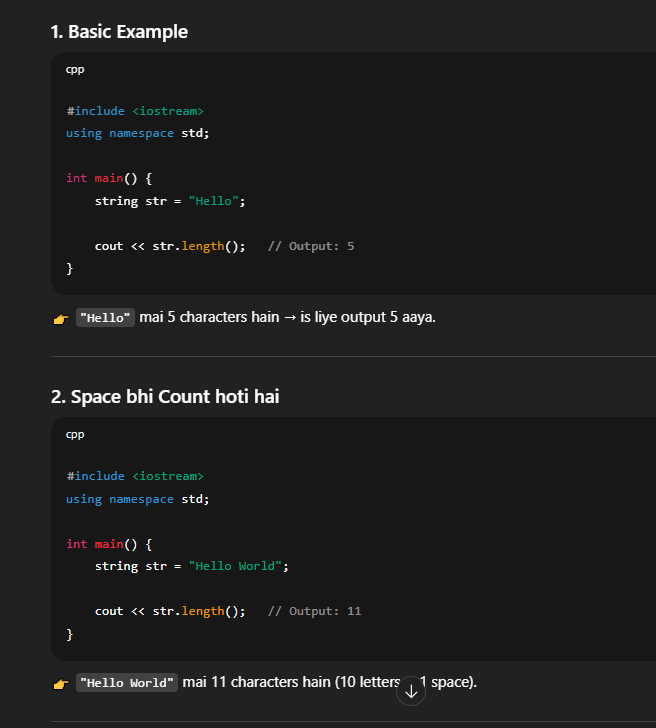 1. Basic Example
cpp
#include <iostream>
using namespace std;
int main() {
string str = "Hello";
cout << str.length(); // Output: 5
}
👉 "Hello" mai 5 characters hain → is liye output 5 aaya.
2. Space bhi Count hoti hai
cpp
#include <iostream>
using namespace std;
int main() {
string str = "Hello World";
cout << str.length(); // Output: 11
}
👉 "Hello World" mai 11 characters hain (10 letters 1 space).